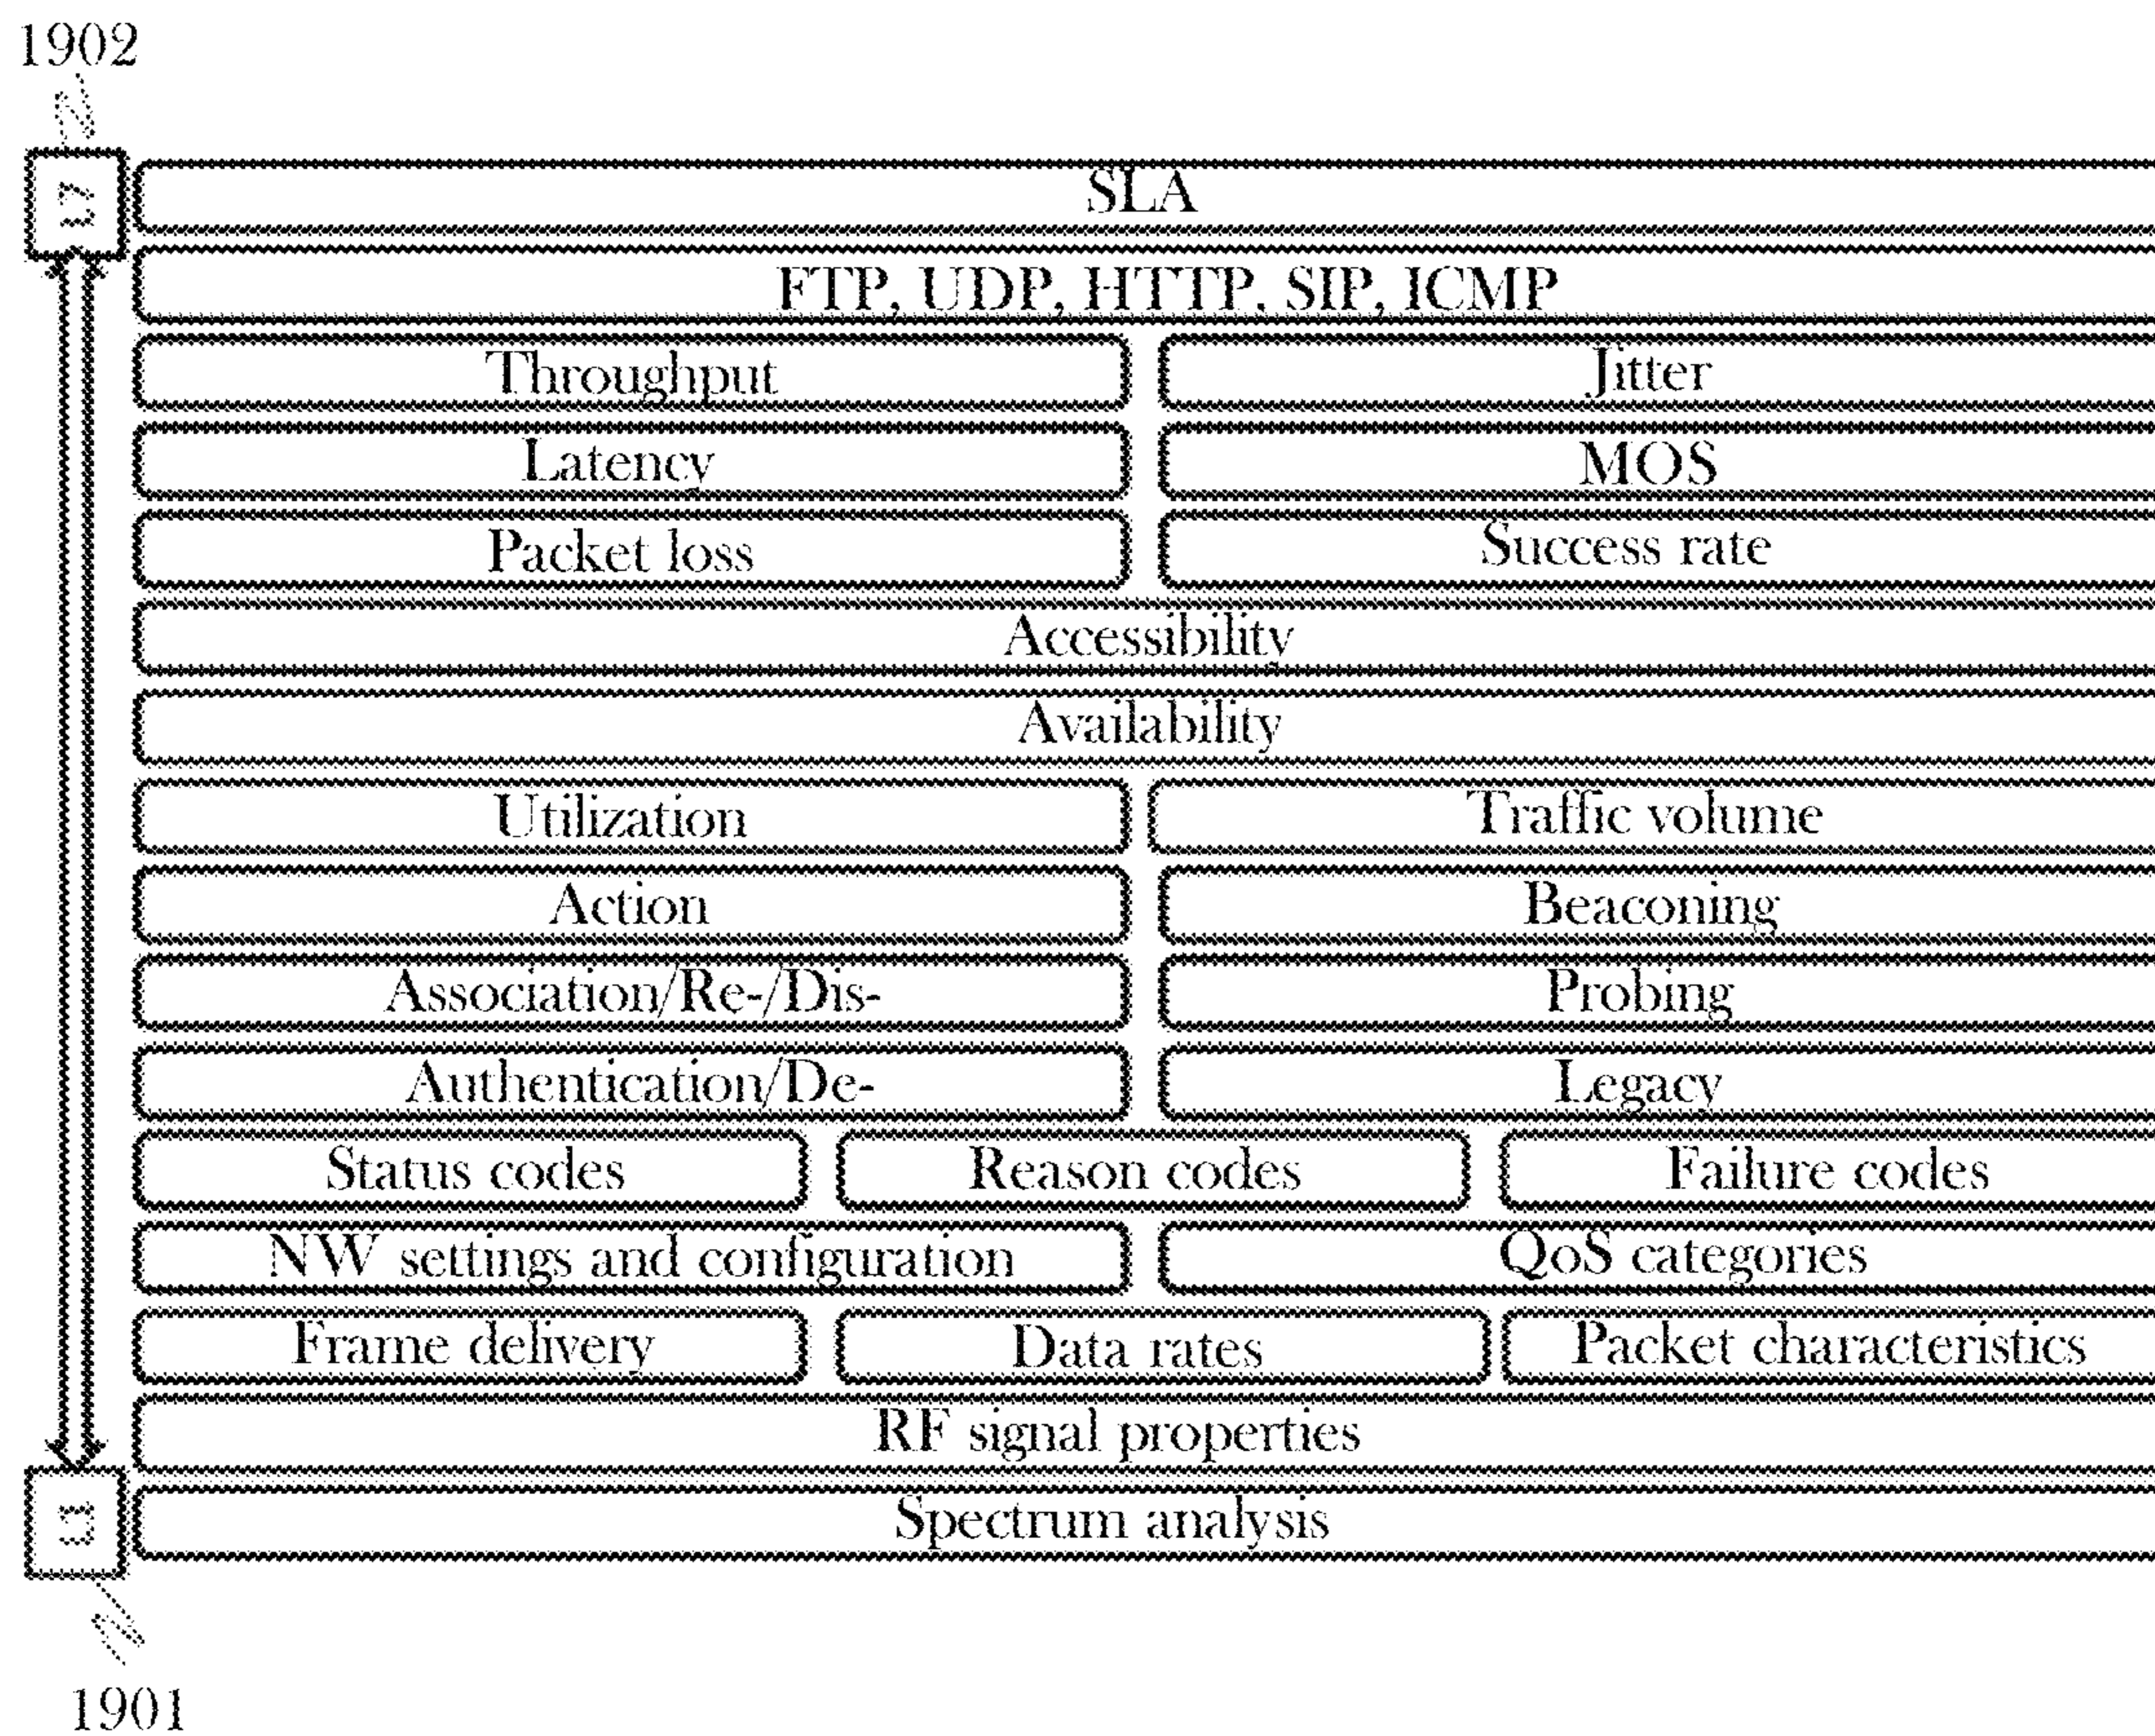 1902
L7
SLA
FTP, UDP, HTTP, SIP, ICMP
Throughput
Jitter
Latency
MOS
Packet loss
Success rate
Accessibility
Availability
Utilization
Traffic volume
Action
Beaconing
Association/Re-/Dis-
Probing
Authentication/De-
Legacy
Status codes
Reason codes
Failure codes
NW settings and configuration
QoS categories
Frame delivery
Data rates
Packet characteristics
RF signal properties
L1
Spectrum analysis
1901